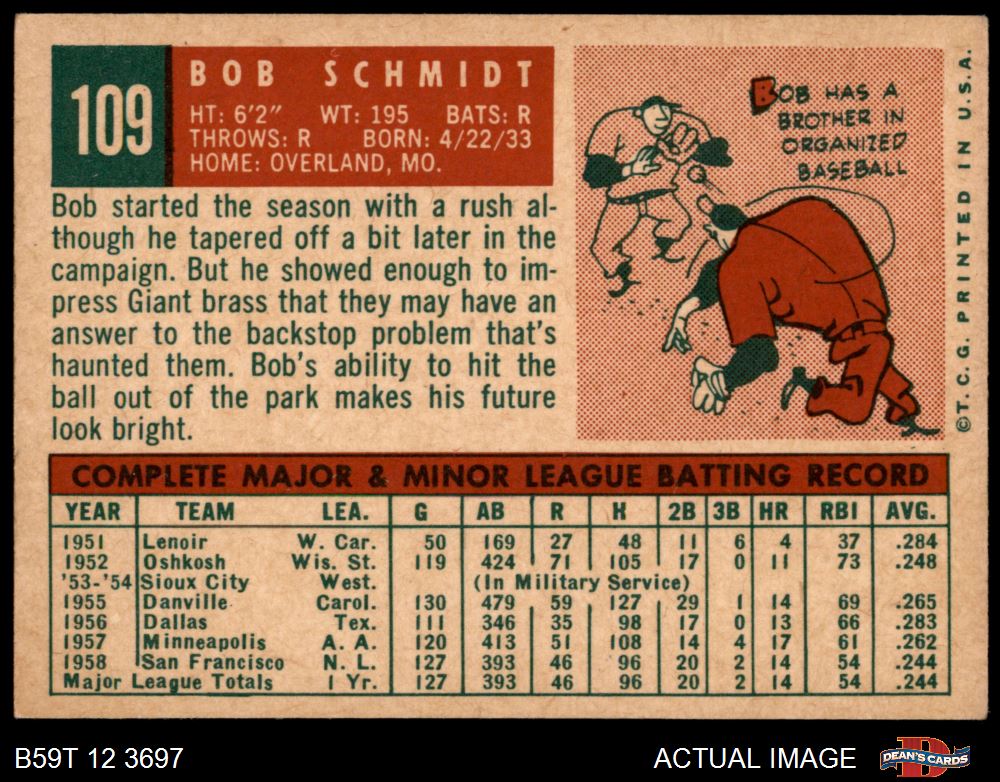 109
BOB SCHMIDT
HT: 6'2" WT: 195 BATS: R
THROWS: R BORN: 4/22/33
HOME: OVERLAND, MO.
BOB HAS A
BROTHER IN
ORGANIZED
BASEBALL
©T. C. G. PRINTED IN U.S.A.
Bob started the season with a rush al-
though he tapered off a bit later in the
campaign. But he showed enough to im-
press Giant brass that they may have an
answer to the backstop problem that's
haunted them. Bob's ability to hit the
ball out of the park makes his future
look bright.
COMPLETE MAJOR & MINOR LEAGUE BATTING RECORD
YEAR TEAM LEA. G AB R H 2B 3B HR RBI AVG.
1951 Lenoir W. Car. 50 169 27 48 11 6 4 37 .284
1952 Oshkosh Wis. St. 119 424 71 105 17 0 11 73 .248
'53-'54 Sioux City West. (In Military Service)
1955 Danville Carol. 130 479 59 127 29 1 14 69 .265
1956 Dallas Tex. 111 346 35 98 17 0 13 66 .283
1957 Minneapolis A. A. 120 413 51 108 14 4 17 61 .262
1958 San Francisco N. L. 127 393 46 96 20 2 14 54 .244
Major League Totals 1 Yr. 127 393 46 96 20 2 14 54 .244
B59T 12 3697
ACTUAL IMAGE
DEAN'S CARDS